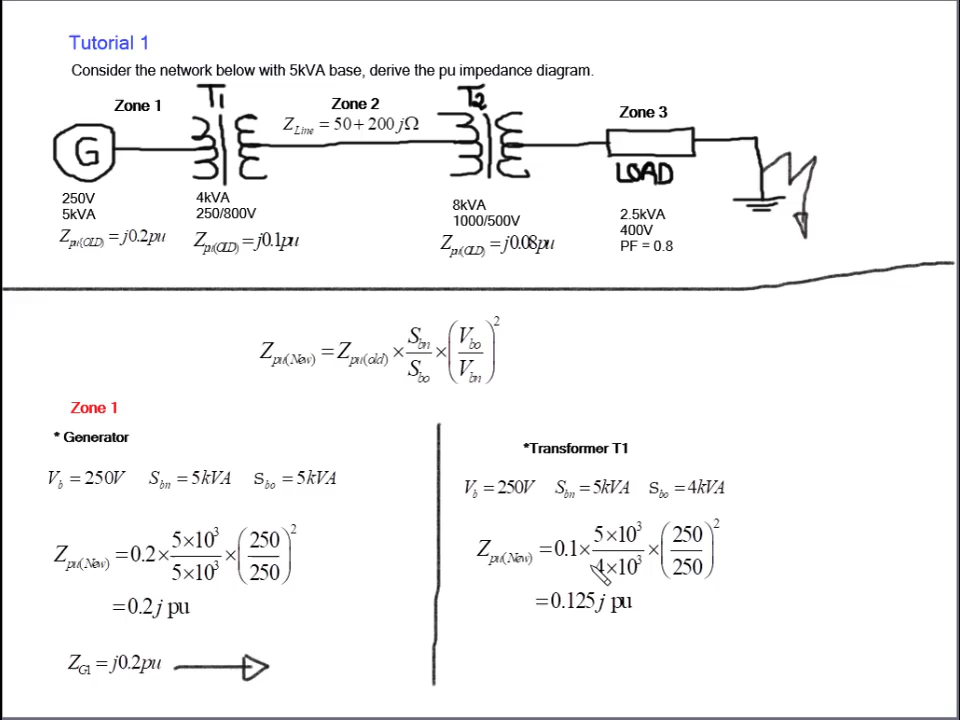 Tutorial 1
Consider the network below with 5kVA base, derive the pu impedance diagram.
Zone 1
T1
Zone 2
T2
Zone 3
Z_Line = 50 + 200 jΩ
G
LOAD
250V
5kVA
Z_pu(OLD) = j0.2pu
4kVA
250/800V
Z_pu(OLD) = j0.1pu
8kVA
1000/500V
Z_pu(OLD) = j0.08pu
2.5kVA
400V
PF = 0.8
Z_pu(New) = Z_pu(old) × S_bn / S_bo × (V_bo / V_bn)^2
Zone 1
* Generator
V_b = 250V S_bn = 5kVA S_bo = 5kVA
Z_pu(New) = 0.2 × 5×10^3 / 5×10^3 × (250 / 250)^2
= 0.2 j pu
Z_G1 = j0.2pu
*Transformer T1
V_b = 250V S_bn = 5kVA S_bo = 4kVA
Z_pu(New) = 0.1 × 5×10^3 / 4×10^3 × (250 / 250)^2
= 0.125 j pu